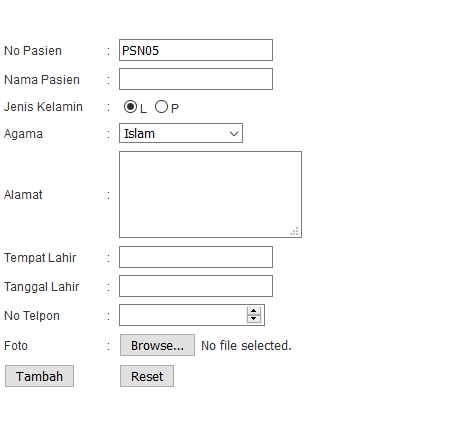 No Pasien : PSN05
Nama Pasien :
Jenis Kelamin : L P
Agama : Islam
Alamat :
Tempat Lahir :
Tanggal Lahir :
No Telpon :
Foto : Browse... No file selected.
Tambah Reset